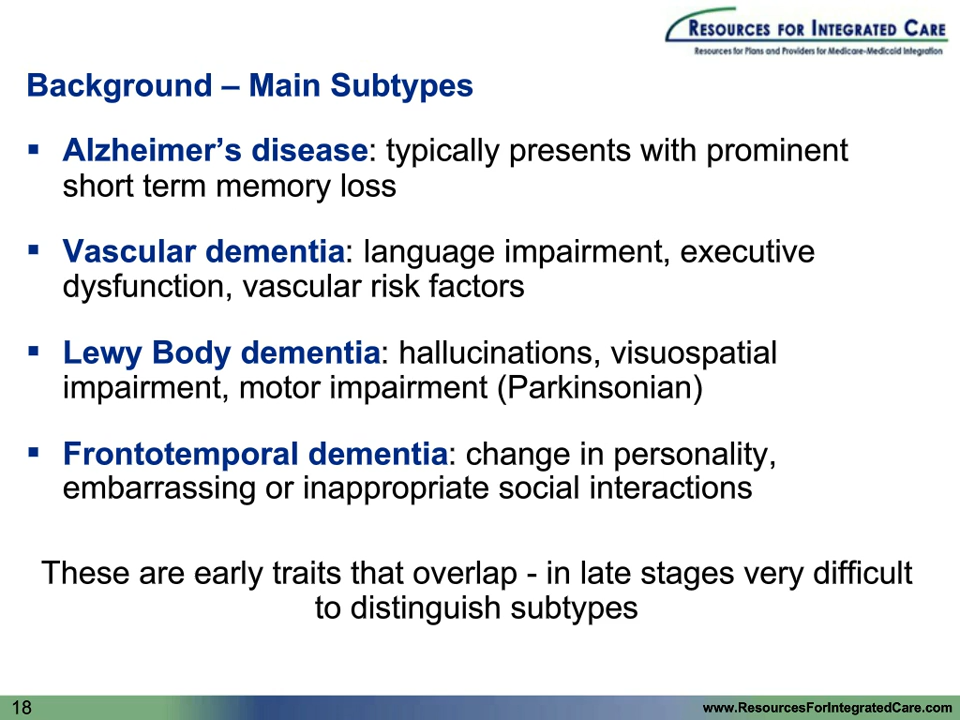 RESOURCES FOR INTEGRATED CARE
Resources for Plans and Providers for Medicare-Medicaid Integration
Background – Main Subtypes
▪ Alzheimer's disease: typically presents with prominent
short term memory loss
▪ Vascular dementia: language impairment, executive
dysfunction, vascular risk factors
▪ Lewy Body dementia: hallucinations, visuospatial
impairment, motor impairment (Parkinsonian)
▪ Frontotemporal dementia: change in personality,
embarrassing or inappropriate social interactions
These are early traits that overlap - in late stages very difficult
to distinguish subtypes
18
www.ResourcesForIntegratedCare.com